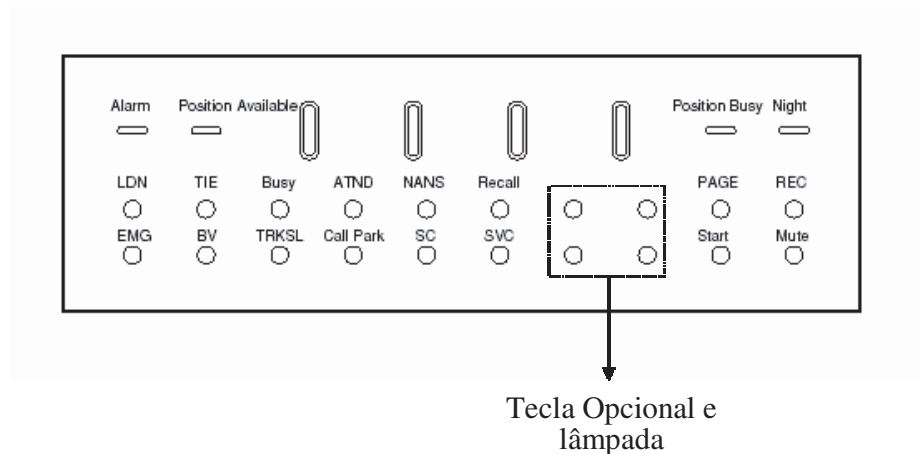 Alarm Position Available Position Busy Night
LDN TIE Busy ATND NANS Recall PAGE REC
EMG BV TRKSL Call Park SC SVC Start Mute
Tecla Opcional e
lâmpada